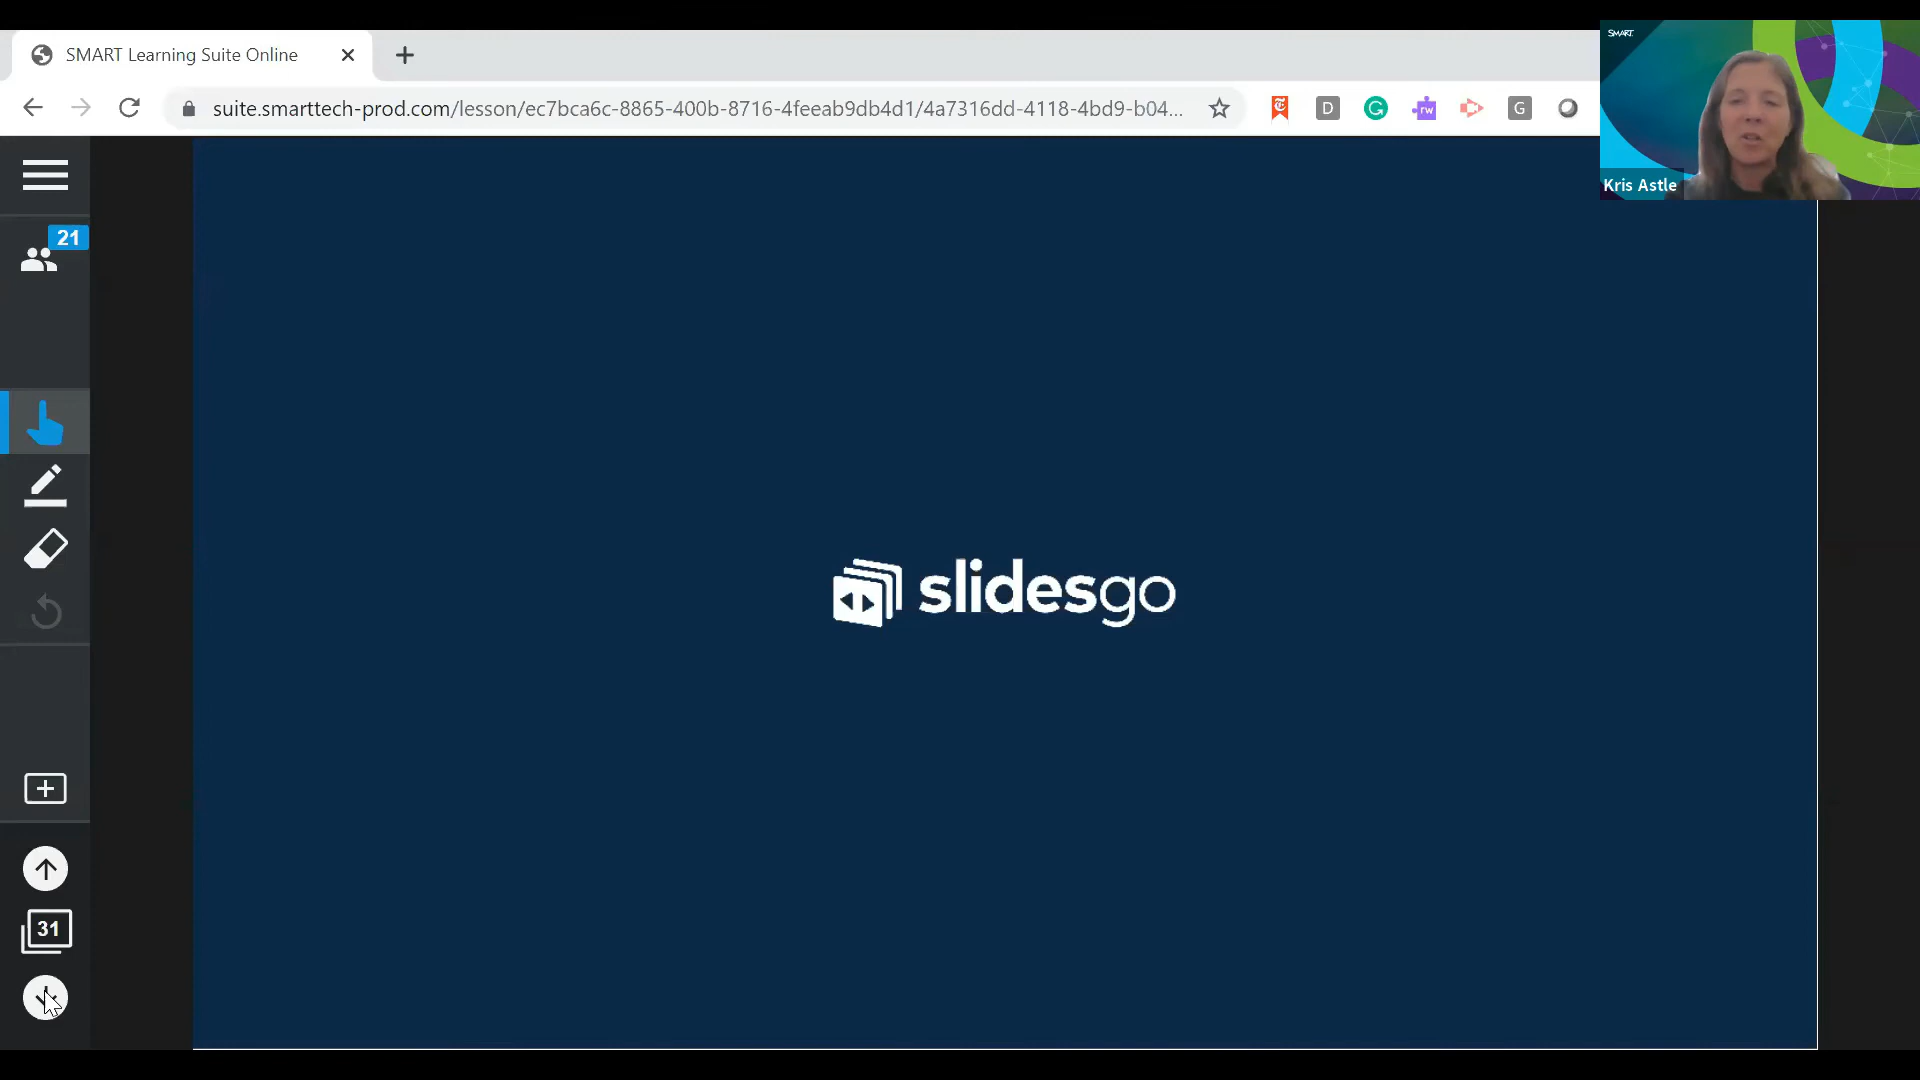 SMART Learning Suite Online
SMART
suite.smarttech-prod.com/lesson/ec7bca6c-8865-400b-8716-4feeab9db4d1/4a7316dd-4118-4bd9-b04...
D
G
rw
G
Kris Astle
21
slidesgo
31